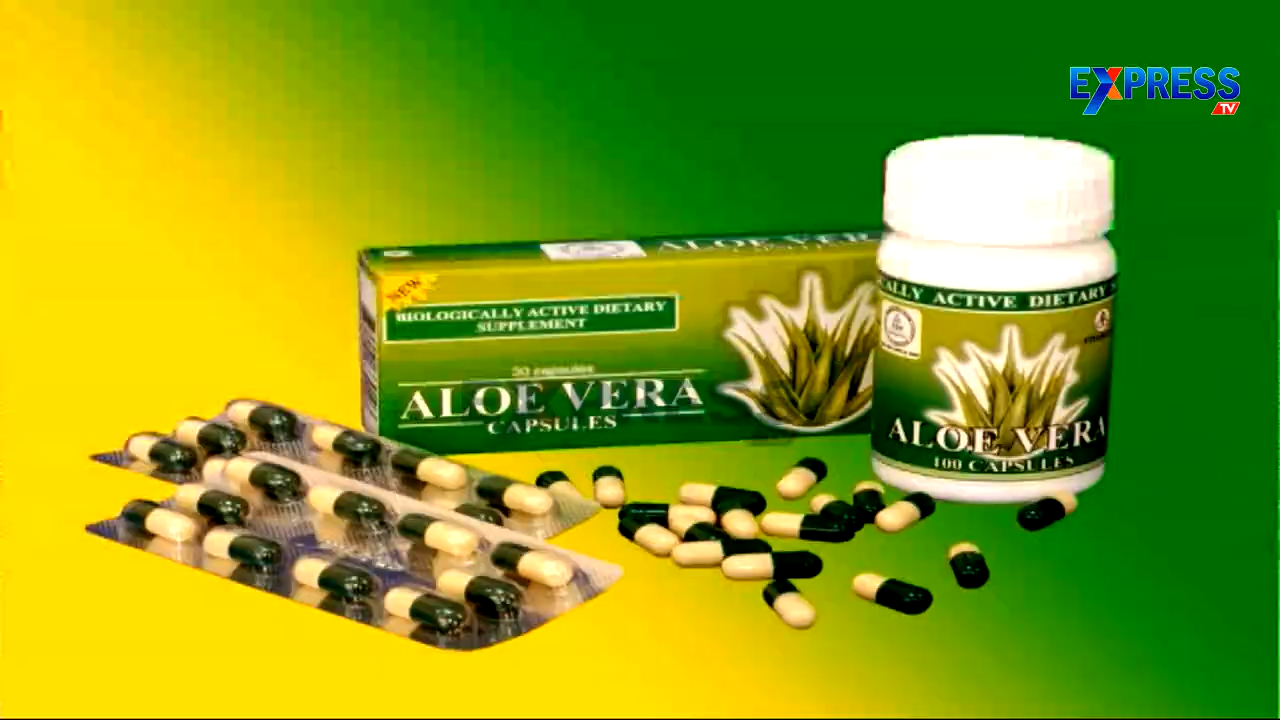 EXPRESS
TV
ALOE VERA
NEW
BIOLOGICALLY ACTIVE DIETARY
SUPPLEMENT
30 capsules
ALOE VERA
CAPSULES
ACTIVE DIETARY
ALOE VERA
100 CAPSULES